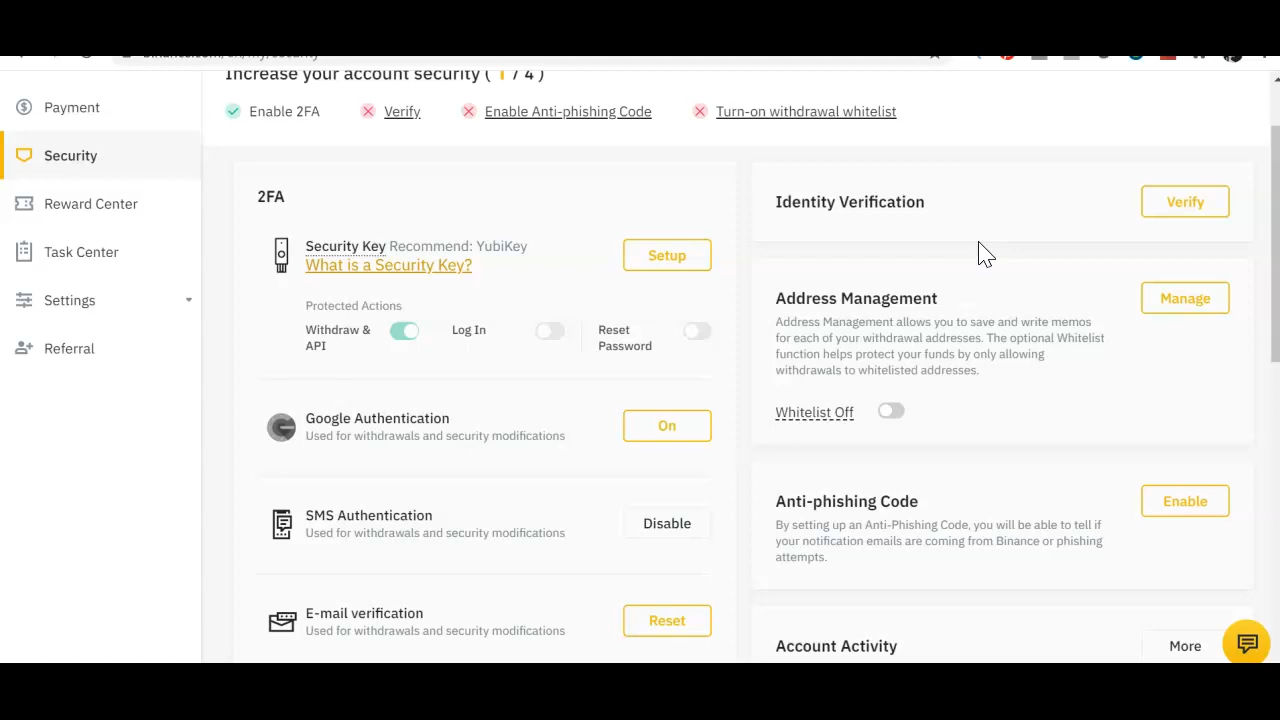 Increase your account security ( 1 / 4 )
Enable 2FA
Verify
Enable Anti-phishing Code
Turn-on withdrawal whitelist
Payment
Security
Reward Center
Task Center
Settings
Referral
2FA
Security Key Recommend: YubiKey
What is a Security Key?
Setup
Protected Actions
Withdraw &
API
Log In
Reset
Password
Google Authentication
Used for withdrawals and security modifications
On
SMS Authentication
Used for withdrawals and security modifications
Disable
E-mail verification
Used for withdrawals and security modifications
Reset
Identity Verification
Verify
Address Management
Manage
Address Management allows you to save and write memos
for each of your withdrawal addresses. The optional Whitelist
function helps protect your funds by only allowing
withdrawals to whitelisted addresses.
Whitelist Off
Anti-phishing Code
Enable
By setting up an Anti-Phishing Code, you will be able to tell if
your notification emails are coming from Binance or phishing
attempts.
Account Activity
More